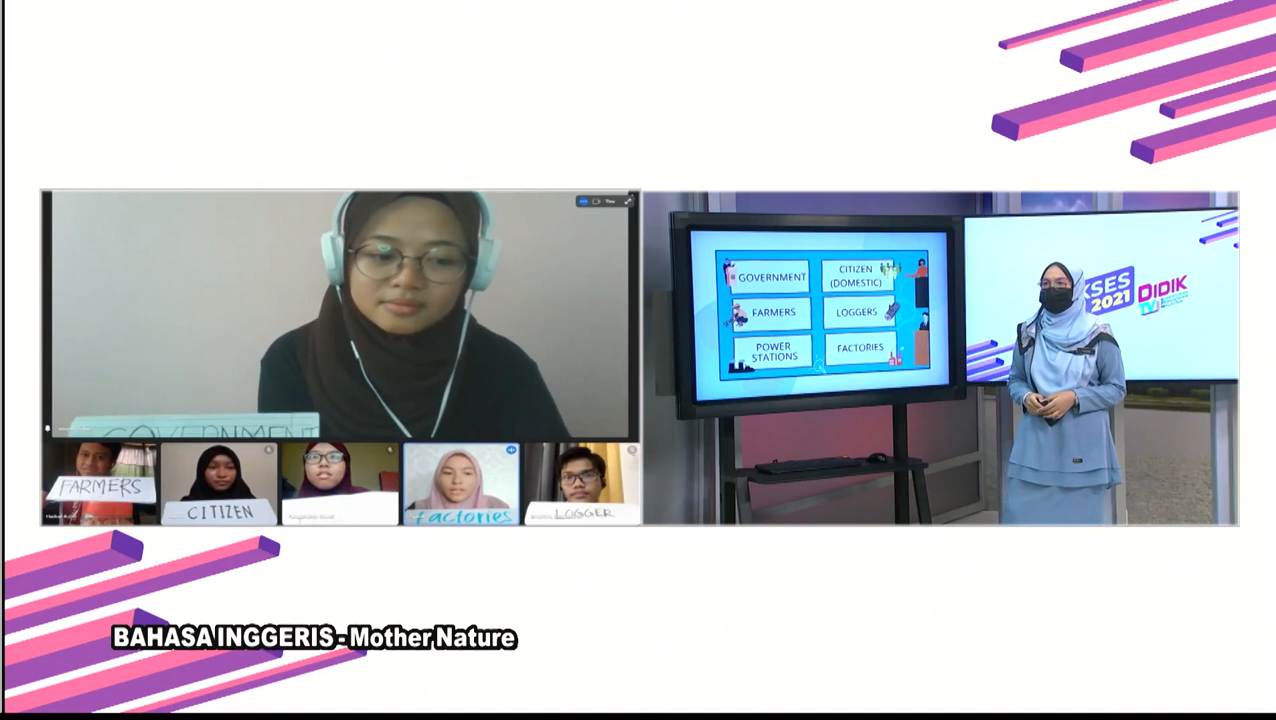 You
GOVERNMENT
FARMERS
CITIZEN
factories
LOGGER
GOVERNMENT
CITIZEN
(DOMESTIC)
FARMERS
LOGGERS
POWER
STATIONS
FACTORIES
KSES
2021
DIDIK
TV
BAHASA INGGERIS - Mother Nature